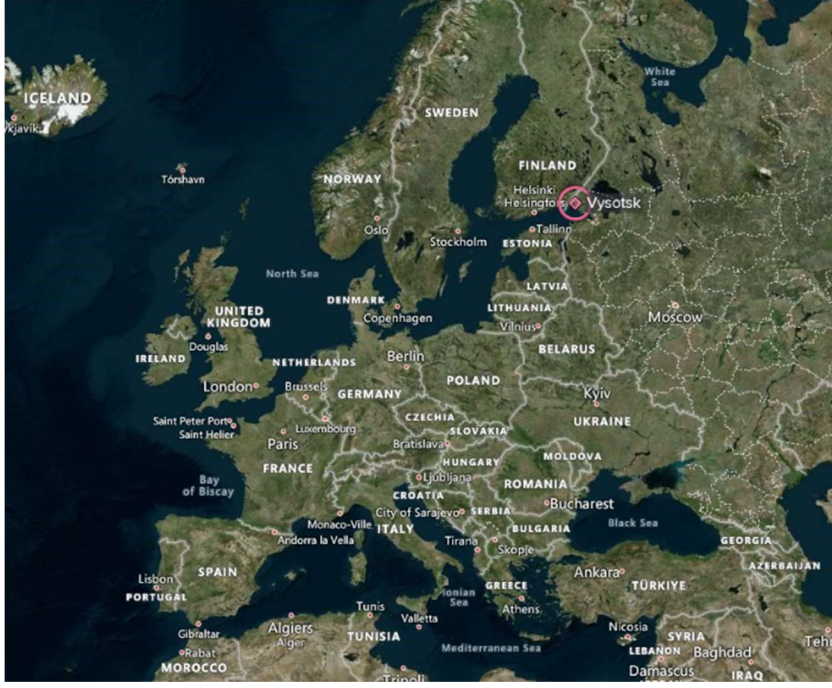 ICELAND
White
Sea
SWEDEN
Tórshavn
FINLAND
NORWAY
Helsinki
Helsingfors
Vysotsk
Oslo
Stockholm
Tallinn
ESTONIA
North Sea
LATVIA
DENMARK
LITHUANIA
UNITED
KINGDOM
Copenhagen
Moscow
Vilnius
Douglas
BELARUS
IRELAND
NETHERLANDS
Berlin
London
Brussels
POLAND
GERMANY
Kyiv
CZECHIA
Saint Peter Port
UKRAINE
Saint Helier
Luxembourg
SLOVAKIA
Paris
Bratislava
MOLDOVA
FRANCE
HUNGARY
Ljubljana
Bay
of Biscay
ROMANIA
CROATIA
Bucharest
City of Sarajevo
SERBIA
Monaco-Ville
ITALY
BULGARIA
Black Sea
Andorra la Vella
Tirana
Skopje
GEORGIA
AZERBAIJAN
SPAIN
Ankara
Lisbon
PORTUGAL
GREECE
TÜRKIYE
Ionian
Sea
Athens
Tunis
Valletta
Gibraltar
Algiers
Alger
TUNISIA
Nicosia
SYRIA
Mediterranean Sea
Rabat
LEBANON
Baghdad
MOROCCO
Damascus
IRAQ
Tripoli